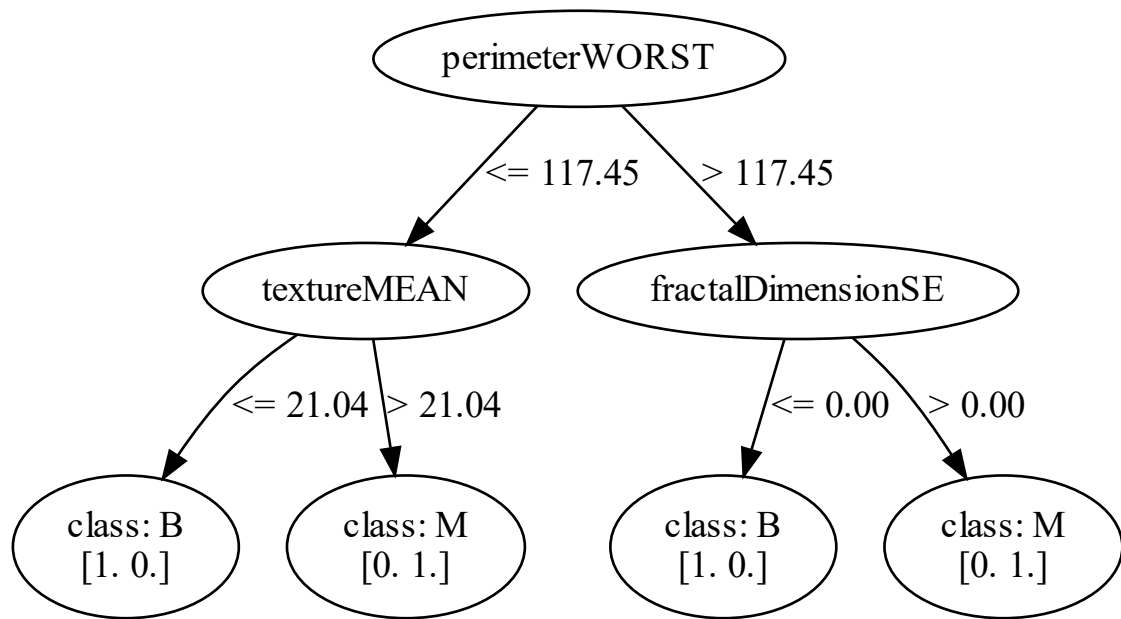 perimeterWORST
<= 117.45
> 117.45
textureMEAN
fractalDimensionSE
<= 21.04
> 21.04
<= 0.00
> 0.00
class: B
[1. 0.]
class: M
[0. 1.]
class: B
[1. 0.]
class: M
[0. 1.]